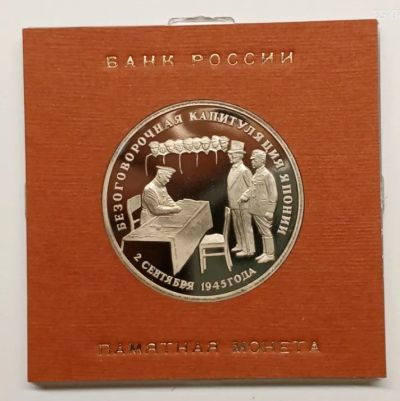 БАНК РОССИИ
БЕЗОГОВОРОЧНАЯ КАПИТУЛЯЦИЯ ЯПОНИИ
2 СЕНТЯБРЯ 1945 ГОДА
ПАМЯТНАЯ МОНЕТА